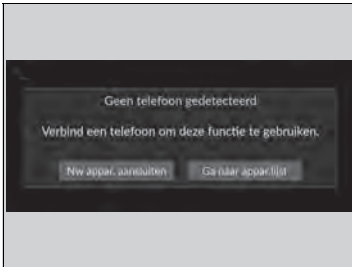 Geen telefoon gedetecteerd
Verbind een telefoon om deze functie te gebruiken.
Nw appar. aansluiten
Ga naar appar.lijst